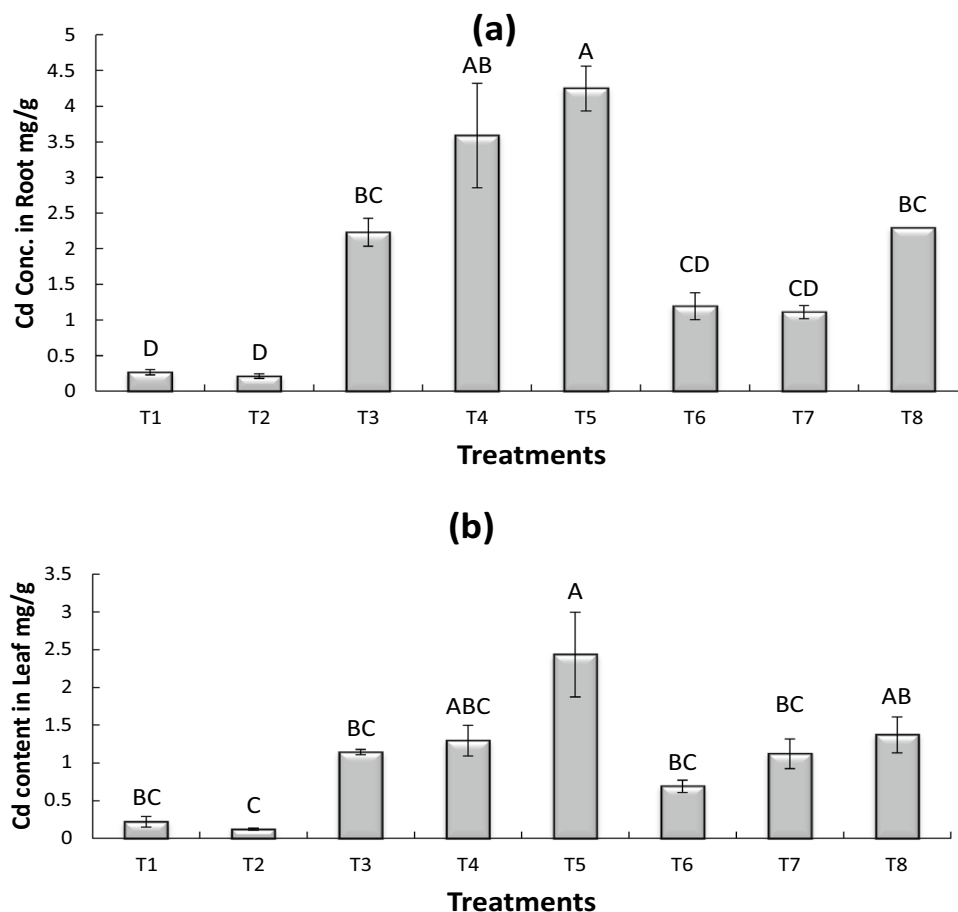 (a)
Cd Conc. in Root mg/g
5
4.5
4
3.5
3
2.5
2
1.5
1
0.5
0
D
D
BC
AB
A
CD
CD
BC
T1 T2 T3 T4 T5 T6 T7 T8
Treatments
(b)
Cd content in Leaf mg/g
3.5
3
2.5
2
1.5
1
0.5
0
BC
C
BC
ABC
A
BC
BC
AB
T1 T2 T3 T4 T5 T6 T7 T8
Treatments